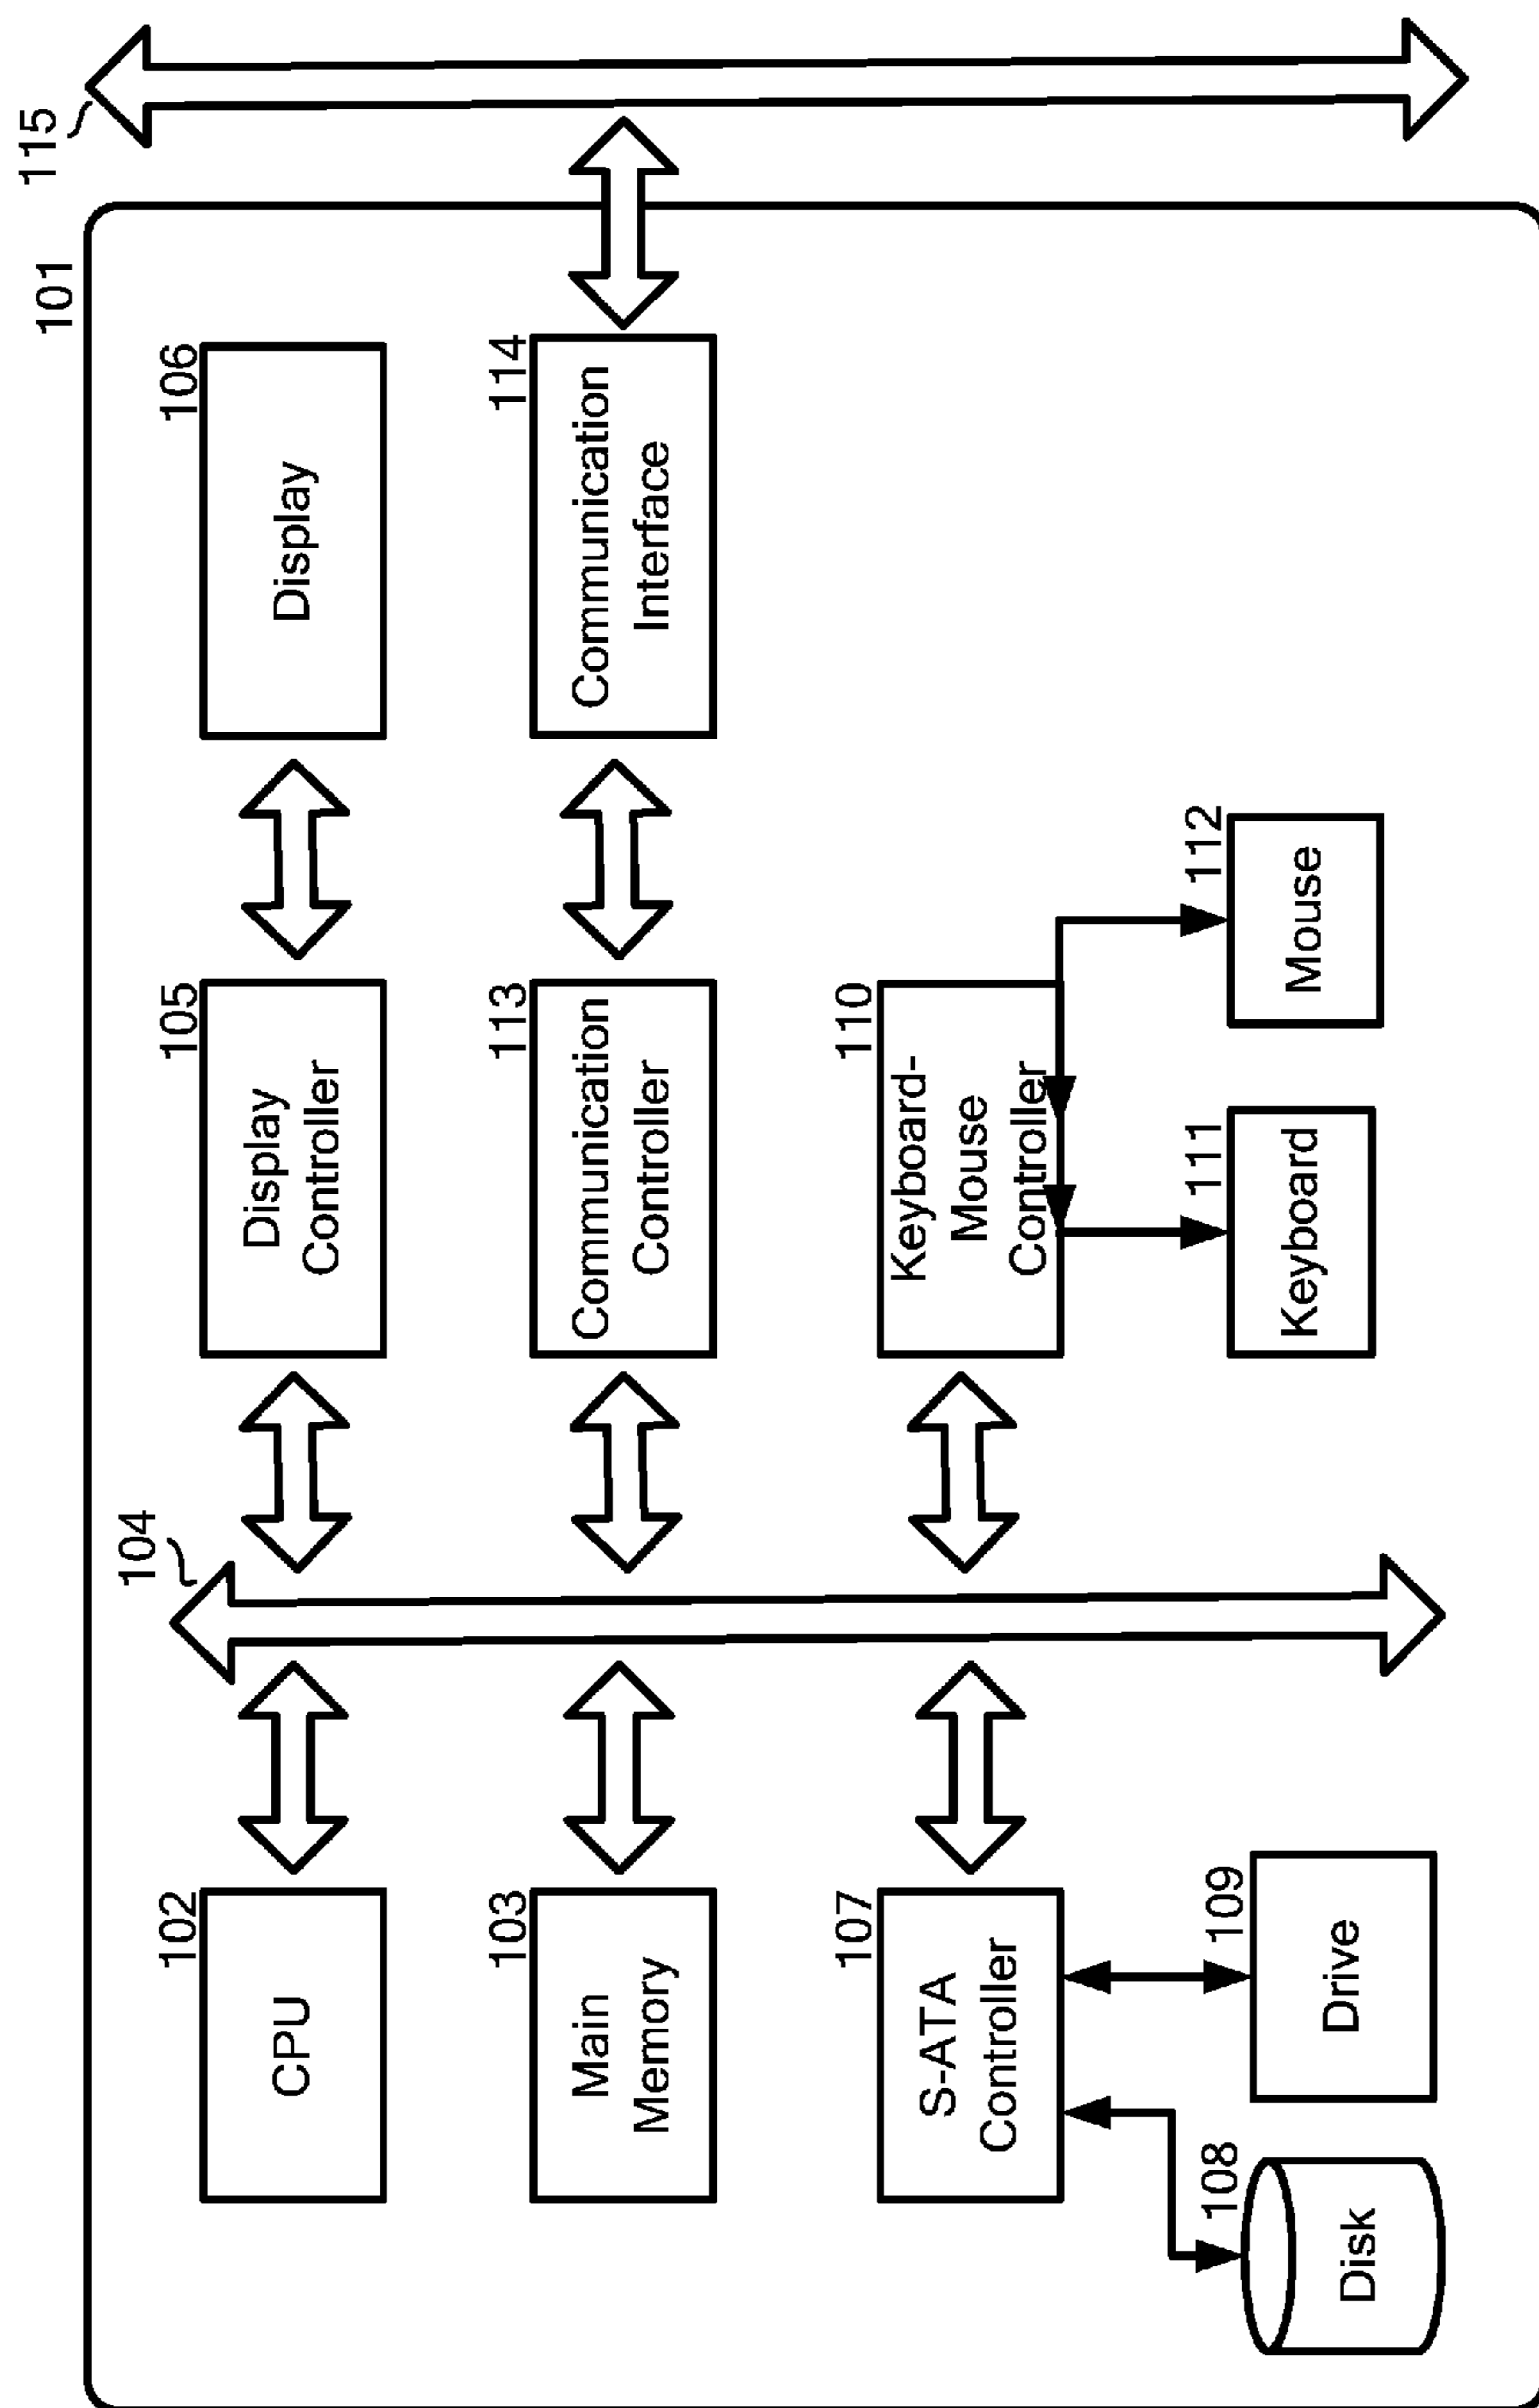 115
101
104
102
CPU
105
Display
Controller
106
Display
103
Main
Memory
113
Communication
Controller
114
Communication
Interface
107
S-ATA
Controller
110
Keyboard-
Mouse
Controller
108
Disk
109
Drive
111
Keyboard
112
Mouse